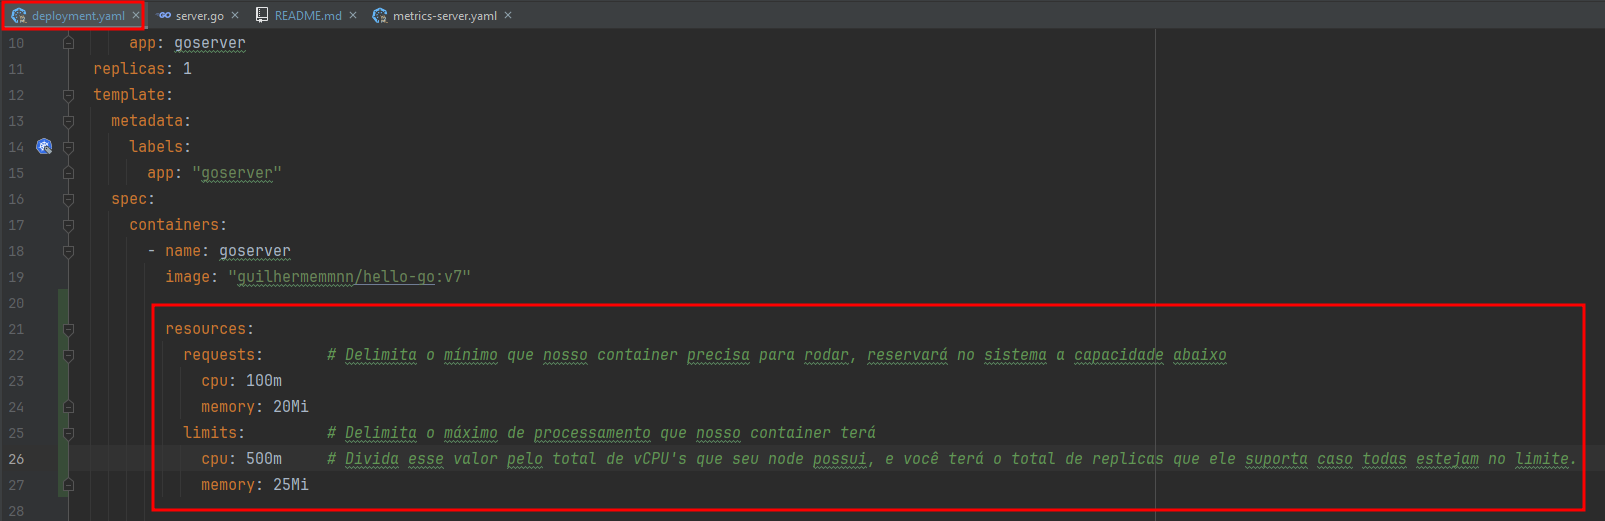 deployment.yaml server.go README.md metrics-server.yaml
10 app: goserver
11 replicas: 1
12 template:
13 metadata:
14 labels:
15 app: "goserver"
16 spec:
17 containers:
18 - name: goserver
19 image: "guilhermemmnn/hello-go:v7"
20
21 resources:
22 requests: # Delimita o mínimo que nosso container precisa para rodar, reservará no sistema a capacidade abaixo
23 cpu: 100m
24 memory: 20Mi
25 limits: # Delimita o máximo de processamento que nosso container terá
26 cpu: 500m # Divida esse valor pelo total de vCPU's que seu node possui, e você terá o total de replicas que ele suporta caso todas estejam no limite.
27 memory: 25Mi
28